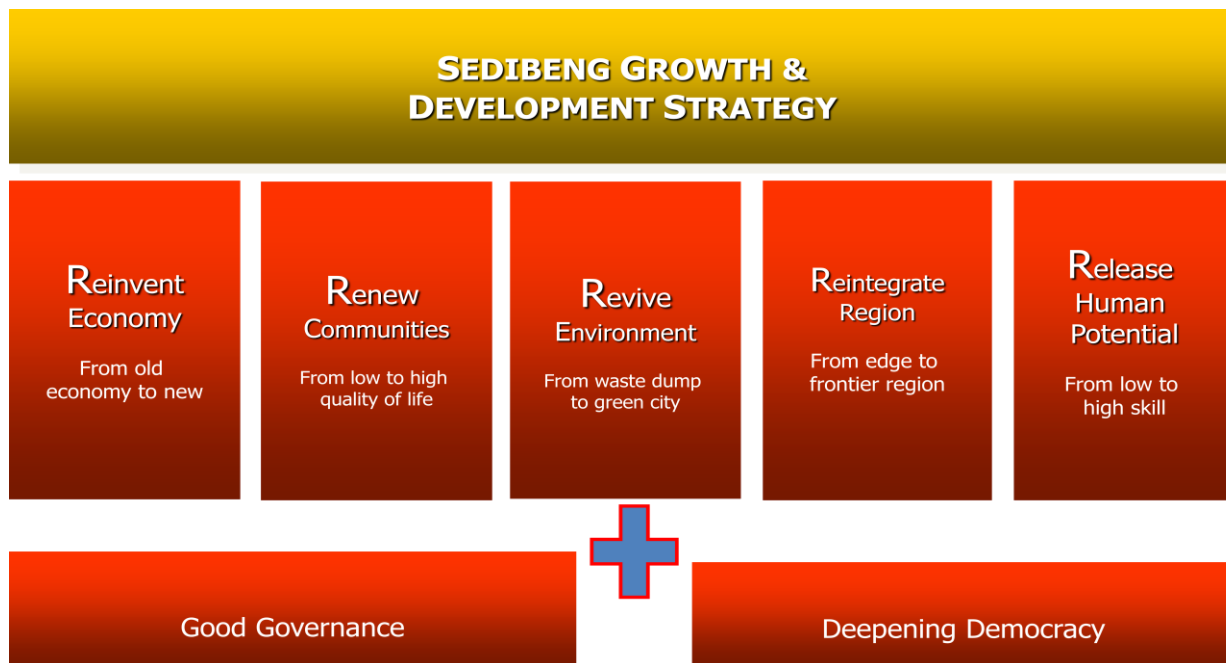 SEDIBENG GROWTH &
DEVELOPMENT STRATEGY
Reinvent
Economy
From old
economy to new
Renew
Communities
From low to high
quality of life
Revive
Environment
From waste dump
to green city
Reintegrate
Region
From edge to
frontier region
Release
Human
Potential
From low to
high skill
Good Governance
Deepening Democracy